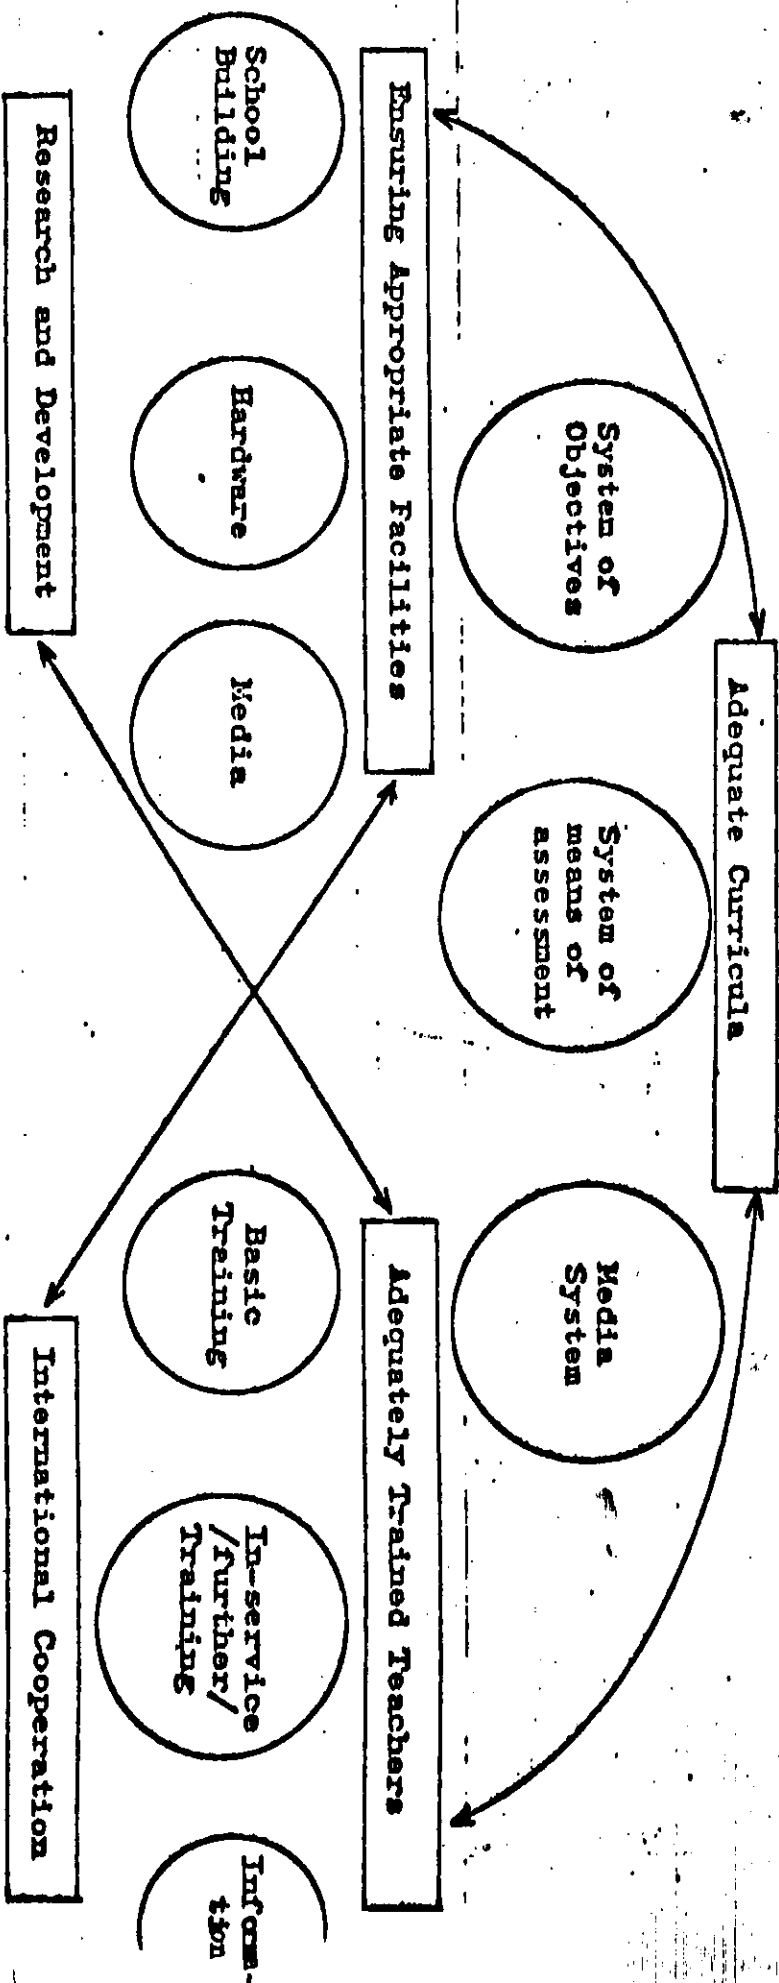 Adequate Curricula
System of
Objectives
System of
means of
assessment
Media
System
Ensuring Appropriate Facilities
Adequately Trained Teachers
School
Building
Hardware
Media
Basic
Training
In-service
/further/
Training
Informa-
tion
Research and Development
International Cooperation